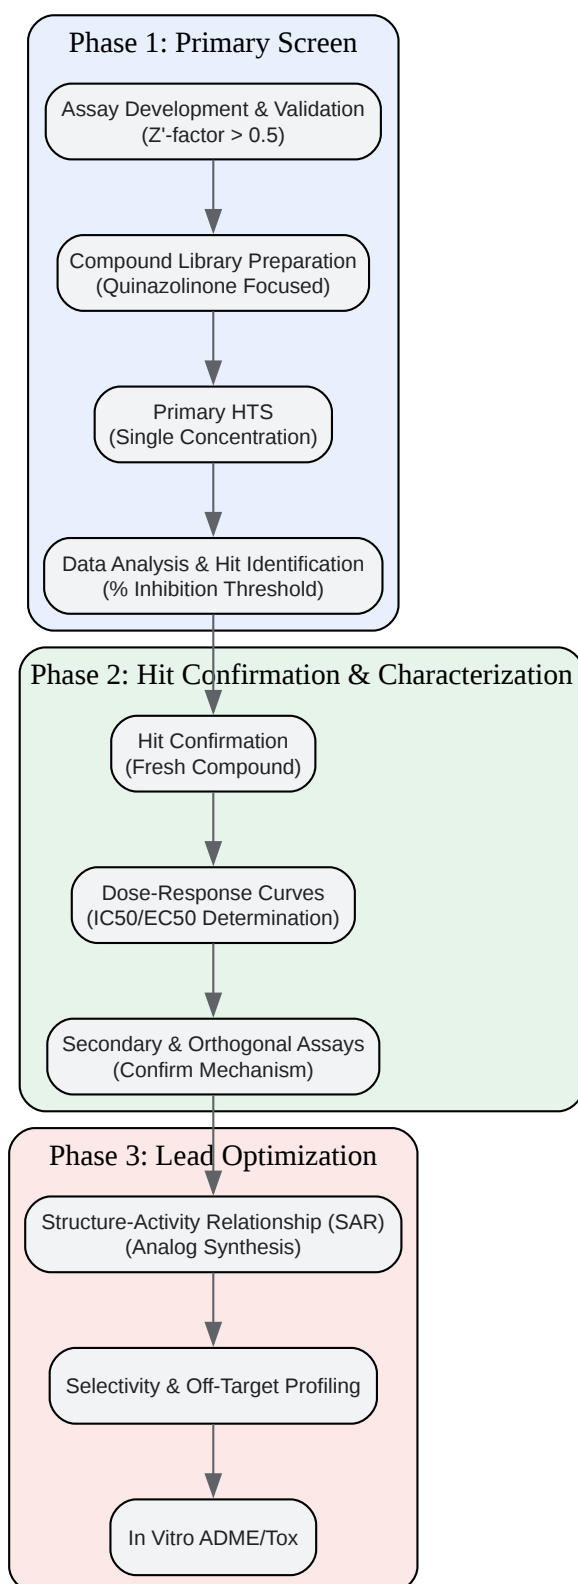 Phase 1: Primary Screen
Assay Development & Validation
(Z'-factor > 0.5)
Compound Library Preparation
(Quinazolinone Focused)
Primary HTS
(Single Concentration)
Data Analysis & Hit Identification
(% Inhibition Threshold)
Phase 2: Hit Confirmation & Characterization
Hit Confirmation
(Fresh Compound)
Dose-Response Curves
(IC50/EC50 Determination)
Secondary & Orthogonal Assays
(Confirm Mechanism)
Phase 3: Lead Optimization
Structure-Activity Relationship (SAR)
(Analog Synthesis)
Selectivity & Off-Target Profiling
In Vitro ADME/Tox